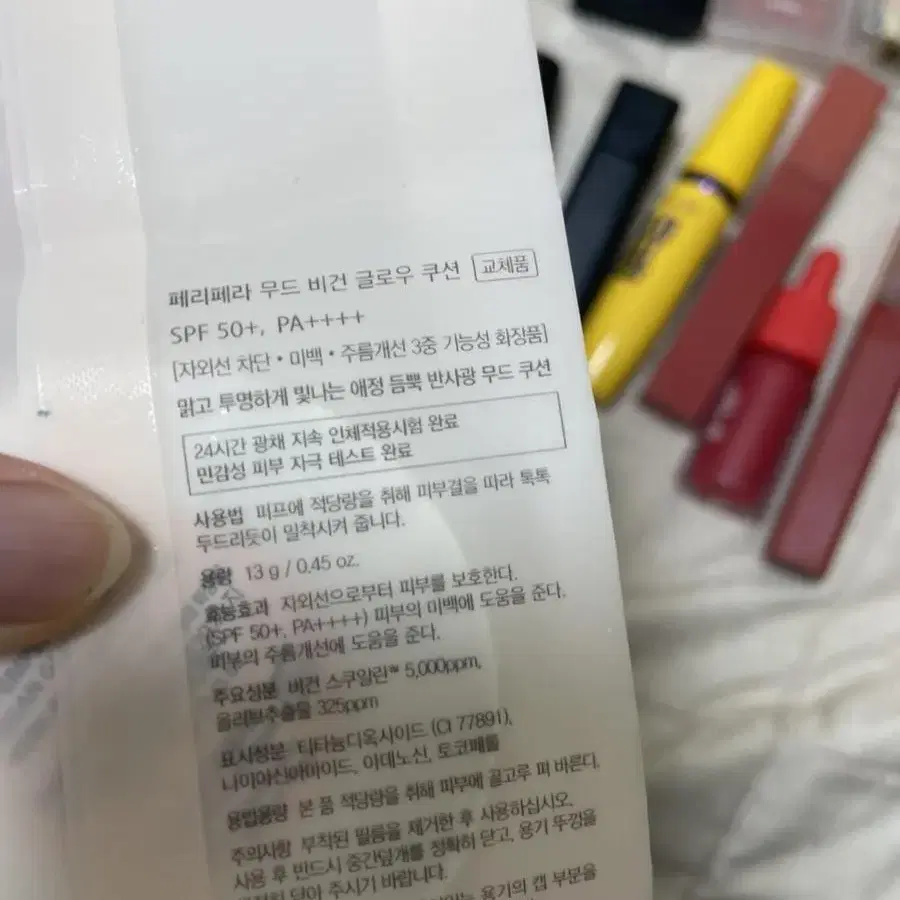 페리페라 무드 비건 글로우 쿠션 교체품
SPF 50+, PA++++
[자외선 차단・미백・주름개선 3중 기능성 화장품]
맑고 투명하게 빛나는 애정 듬뿍 반사광 무드 쿠션
24시간 광채 지속 인체적용시험 완료
민감성 피부 자극 테스트 완료
사용법 퍼프에 적당량을 취해 피부결을 따라 톡톡
두드리듯이 밀착시켜 줍니다.
용량 13 g / 0.45 oz.
효능효과 자외선으로부터 피부를 보호한다.
(SPF 50+, PA++++) 피부의 미백에 도움을 준다.
피부의 주름개선에 도움을 준다.
주요성분 비건 스쿠알란™ 5,000ppm,
올리브추출물 325ppm
표시성분 티타늄디옥사이드 (CI 77891),
나이아신아마이드, 아데노신, 토코페롤
용법용량 본 품 적당량을 취해 피부에 골고루 펴 바른다.
주의사항 부착된 필름을 제거한 후 사용하십시오.
사용 후 반드시 중간덮개를 정확히 닫고, 용기 뚜껑을
닫아 주시기 바랍니다.
용기의 캡 부분을